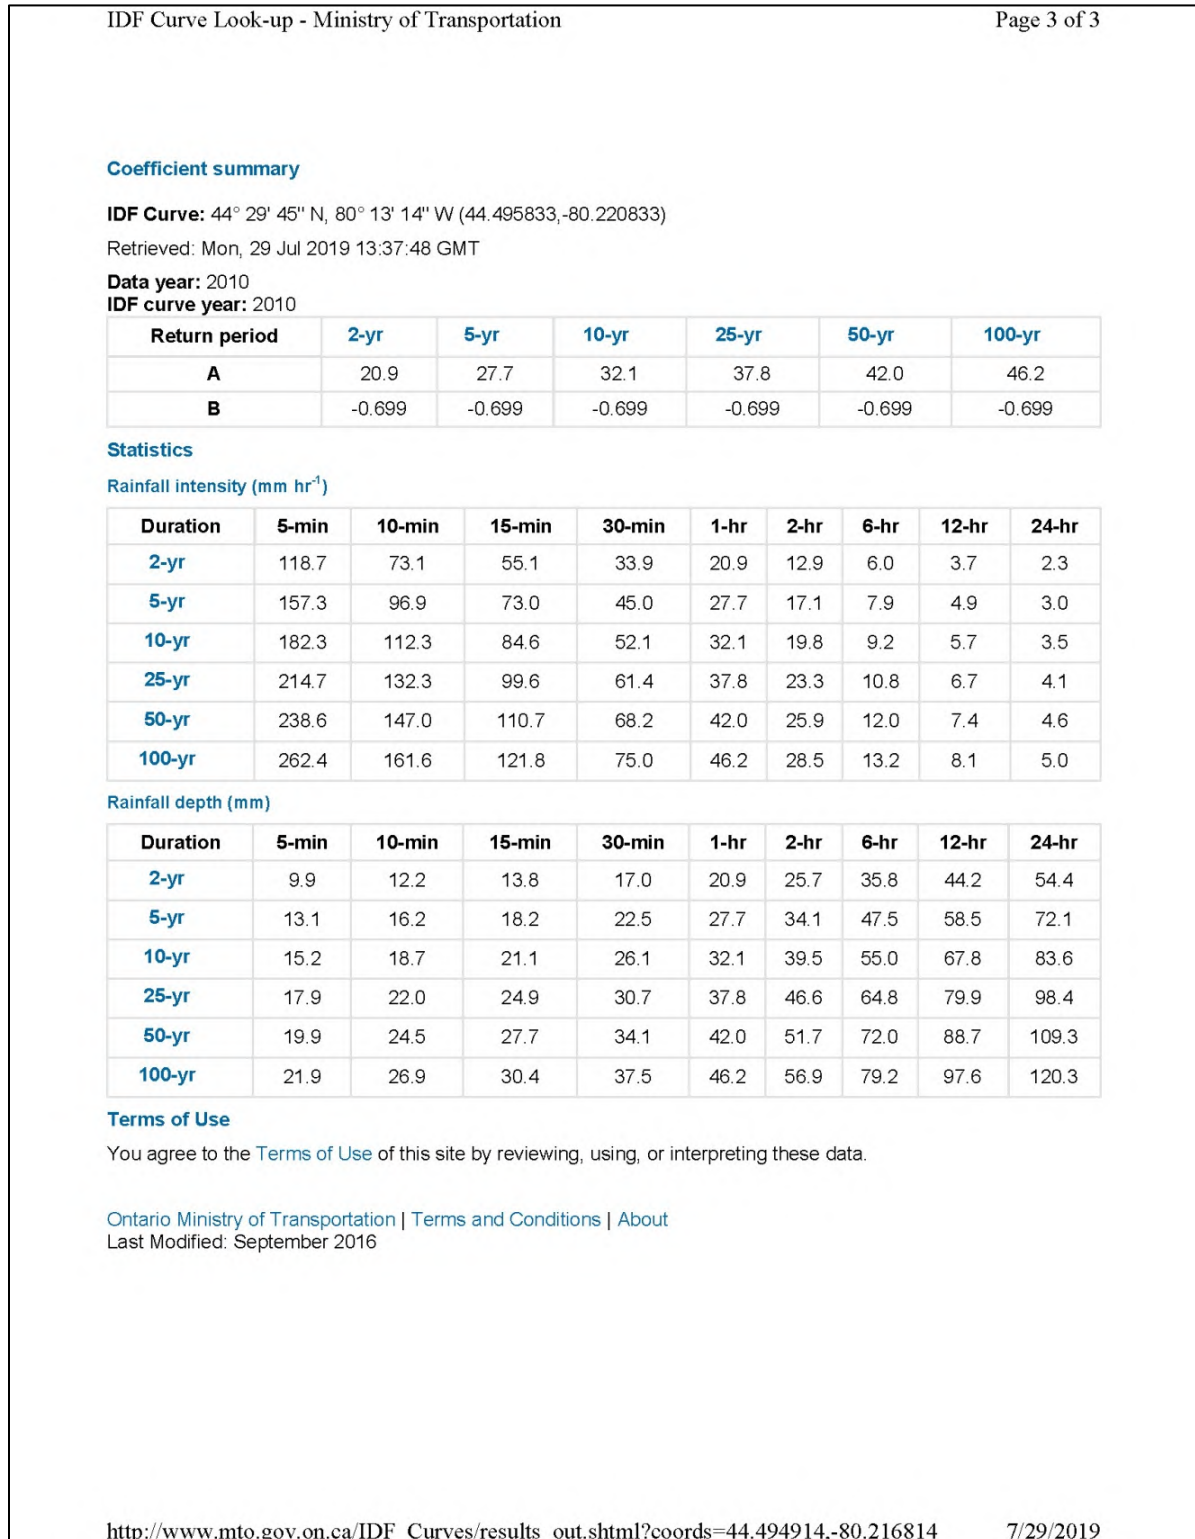 IDF Curve Look-up - Ministry of Transportation Page 3 of 3
Coefficient summary
IDF Curve: 44° 29' 45" N, 80° 13' 14" W (44.495833,-80.220833)
Retrieved: Mon, 29 Jul 2019 13:37:48 GMT
Data year: 2010
IDF curve year: 2010
Return period 2-yr 5-yr 10-yr 25-yr 50-yr 100-yr
A 20.9 27.7 32.1 37.8 42.0 46.2
B -0.699 -0.699 -0.699 -0.699 -0.699 -0.699
Statistics
Rainfall intensity (mm hr-1)
Duration 5-min 10-min 15-min 30-min 1-hr 2-hr 6-hr 12-hr 24-hr
2-yr 118.7 73.1 55.1 33.9 20.9 12.9 6.0 3.7 2.3
5-yr 157.3 96.9 73.0 45.0 27.7 17.1 7.9 4.9 3.0
10-yr 182.3 112.3 84.6 52.1 32.1 19.8 9.2 5.7 3.5
25-yr 214.7 132.3 99.6 61.4 37.8 23.3 10.8 6.7 4.1
50-yr 238.6 147.0 110.7 68.2 42.0 25.9 12.0 7.4 4.6
100-yr 262.4 161.6 121.8 75.0 46.2 28.5 13.2 8.1 5.0
Rainfall depth (mm)
Duration 5-min 10-min 15-min 30-min 1-hr 2-hr 6-hr 12-hr 24-hr
2-yr 9.9 12.2 13.8 17.0 20.9 25.7 35.8 44.2 54.4
5-yr 13.1 16.2 18.2 22.5 27.7 34.1 47.5 58.5 72.1
10-yr 15.2 18.7 21.1 26.1 32.1 39.5 55.0 67.8 83.6
25-yr 17.9 22.0 24.9 30.7 37.8 46.6 64.8 79.9 98.4
50-yr 19.9 24.5 27.7 34.1 42.0 51.7 72.0 88.7 109.3
100-yr 21.9 26.9 30.4 37.5 46.2 56.9 79.2 97.6 120.3
Terms of Use
You agree to the Terms of Use of this site by reviewing, using, or interpreting these data.
Ontario Ministry of Transportation | Terms and Conditions | About
Last Modified: September 2016
http://www.mto.gov.on.ca/IDF_Curves/results_out.shtml?coords=44.494914,-80.216814 7/29/2019